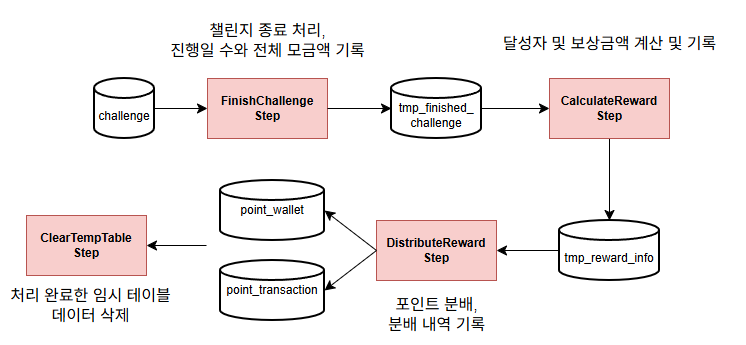 챌린지 종료 처리,
진행일 수와 전체 모금액 기록
달성자 및 보상금액 계산 및 기록
challenge
FinishChallenge
Step
tmp_finished_
challenge
CalculateReward
Step
point_wallet
ClearTempTable
Step
DistributeReward
Step
tmp_reward_info
point_transaction
처리 완료한 임시 테이블
데이터 삭제
포인트 분배,
분배 내역 기록